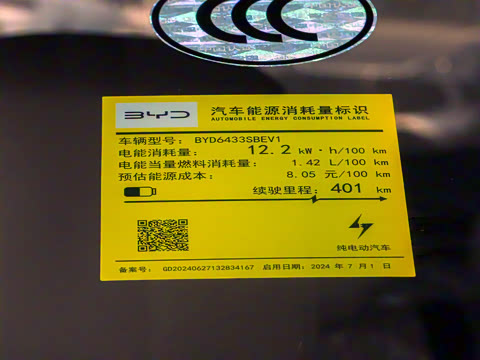 CCC
BYD
汽车能源消耗量标识
AUTOMOBILE ENERGY CONSUMPTION LABEL
车辆型号: BYD6433SBEV1
电能消耗量: 12.2 kW·h/100 km
电能当量燃料消耗量: 1.42 L/100 km
预估能源成本: 8.05 元/100 km
续驶里程: 401 km
纯电动汽车
备案号: GD20240627132834167 启用日期: 2024 年 7 月 1 日